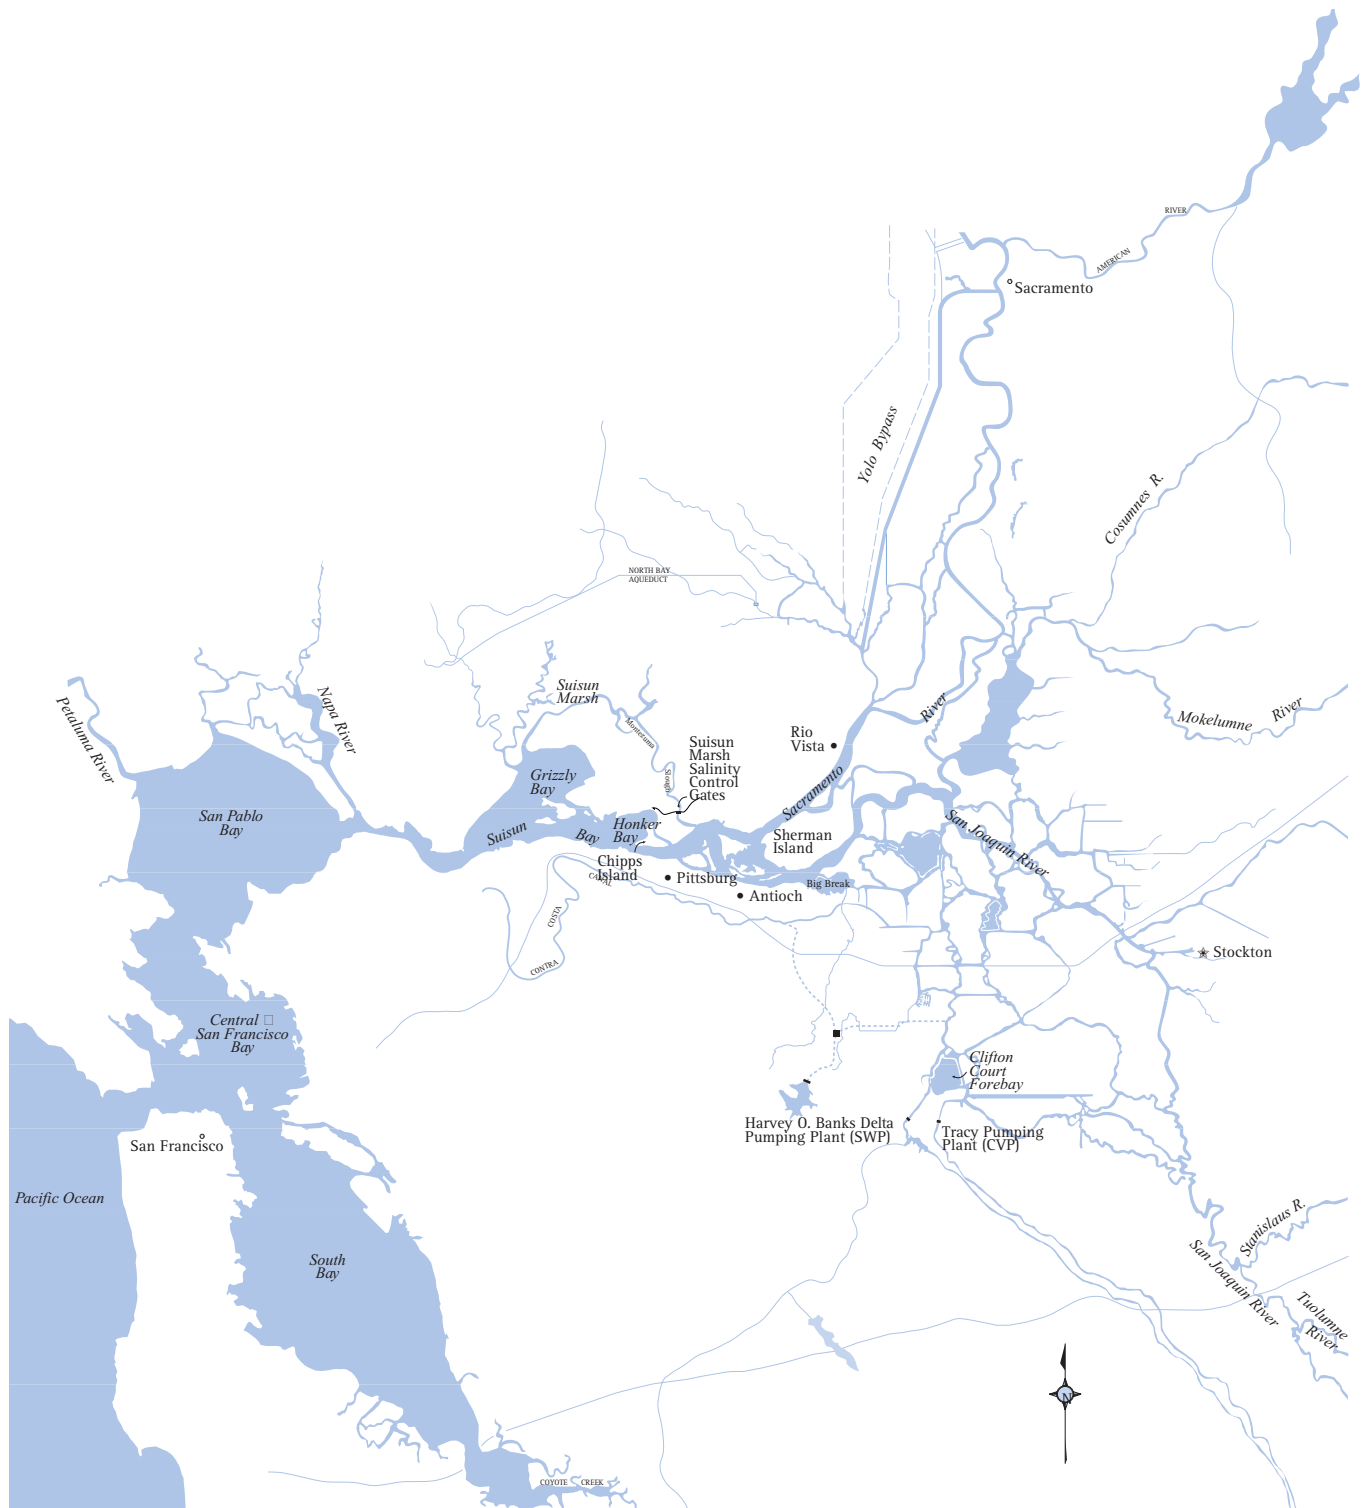 RIVER
AMERICAN
Sacramento
Yolo Bypass
Cosumnes R.
NORTH BAY
AQUEDUCT
Suisun
Marsh
Napa River
Petaluma River
Montezuma
Slough
River
Mokelumne River
Rio
Vista
Suisun
Marsh
Salinity
Control
Gates
Grizzly
Bay
Sacramento
San Pablo
Bay
Suisun Bay
Honker
Bay
Sherman
Island
San Joaquin River
Chipps
Island
Pittsburg
Big Break
Antioch
CANAL
COSTA
CONTRA
Stockton
Central □
San Francisco
Bay
Clifton
Court
Forebay
Harvey O. Banks Delta
Pumping Plant (SWP)
Tracy Pumping
Plant (CVP)
San Francisco
Pacific Ocean
South
Bay
Stanislaus R.
San Joaquin River
Tuolumne
River
N
COYOTE CREEK